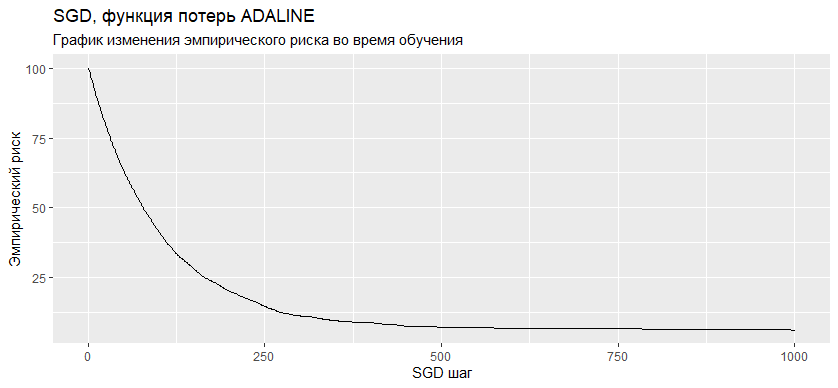 SGD, функция потерь ADALINE
График изменения эмпирического риска во время обучения
Эмпирический риск
100
75
50
25
0
250
500
750
1000
SGD шаг